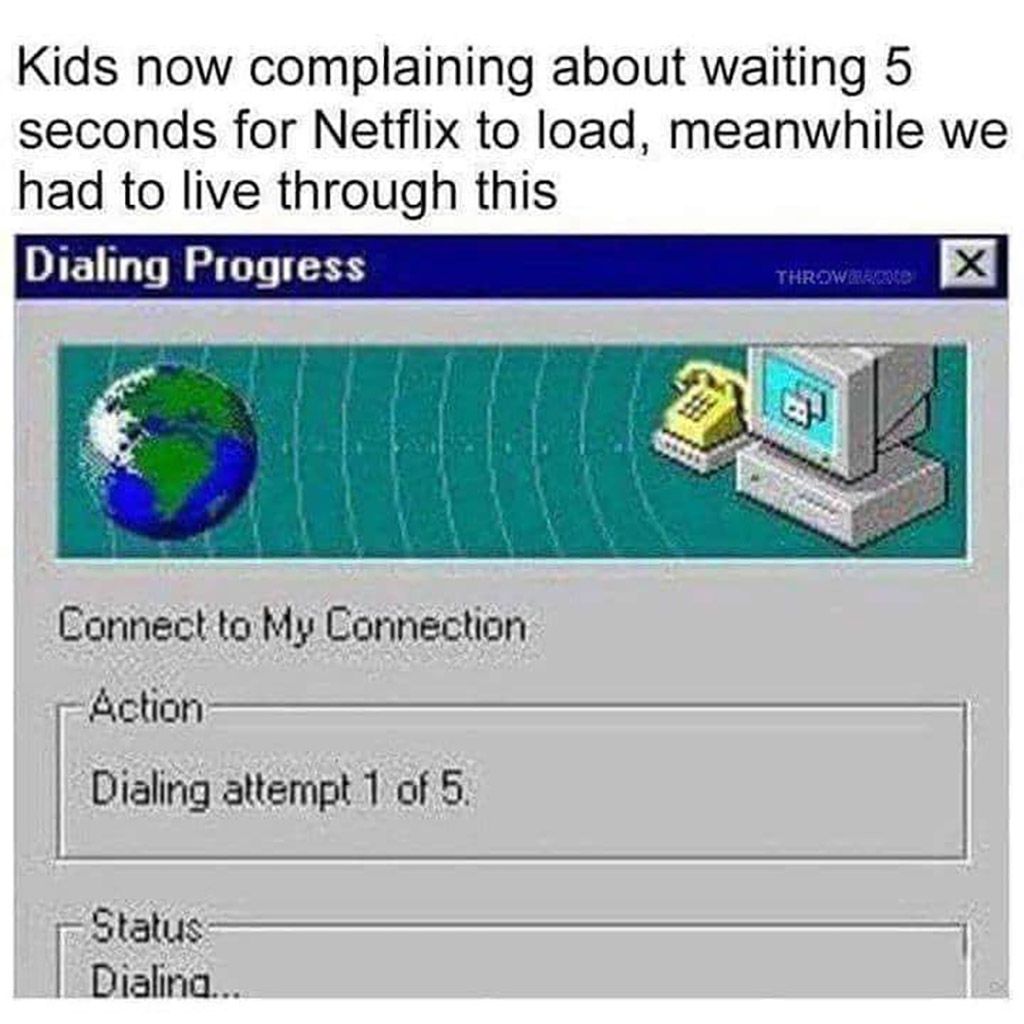 Kids now complaining about waiting 5
seconds for Netflix to load, meanwhile we
had to live through this
Dialing Progress
Connect to My Connection
Action
Dialing attempt 1 of 5.
Status
Dialing...